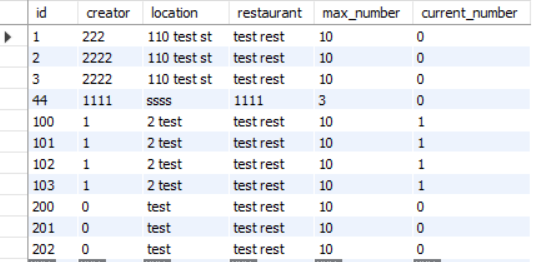 id creator location restaurant max_number current_number
1 222 110 test st test rest 10 0
2 2222 110 test st test rest 10 0
3 2222 110 test st test rest 10 0
44 1111 ssss 1111 3 0
100 1 2 test test rest 10 1
101 1 2 test test rest 10 1
102 1 2 test test rest 10 1
103 1 2 test test rest 10 1
200 0 test test rest 10 0
201 0 test test rest 10 0
202 0 test test rest 10 0